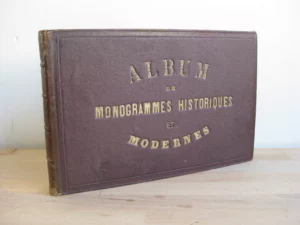 ALBUM
DE
MONOGRAMMES HISTORIQUES
ET
MODERNES